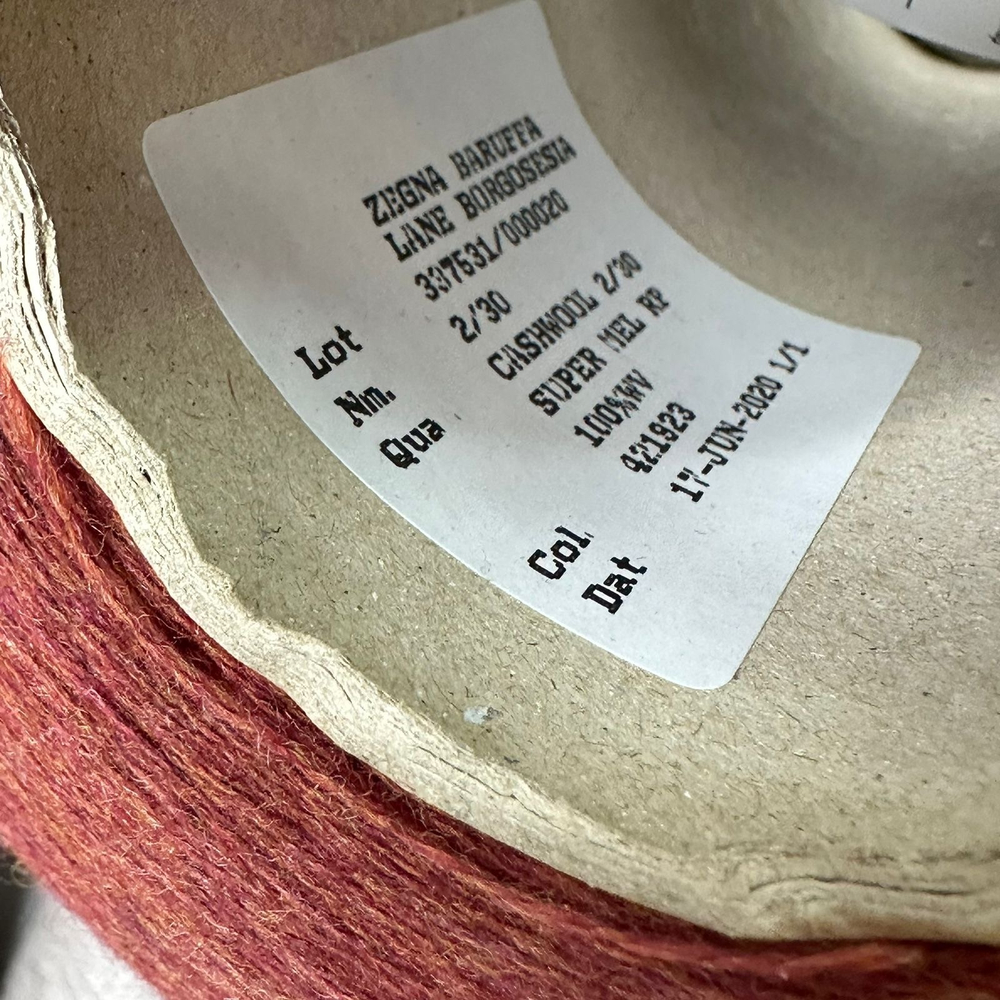 ZEGNA BARUFFA
LANE BORGOSESIA
Lot 337531/000020
Nm. 2/30
Qua CASHWOOL 2/30
SUPER MEL RP
100%WV
Col 421923
Dat 17-JUN-2020 1/1